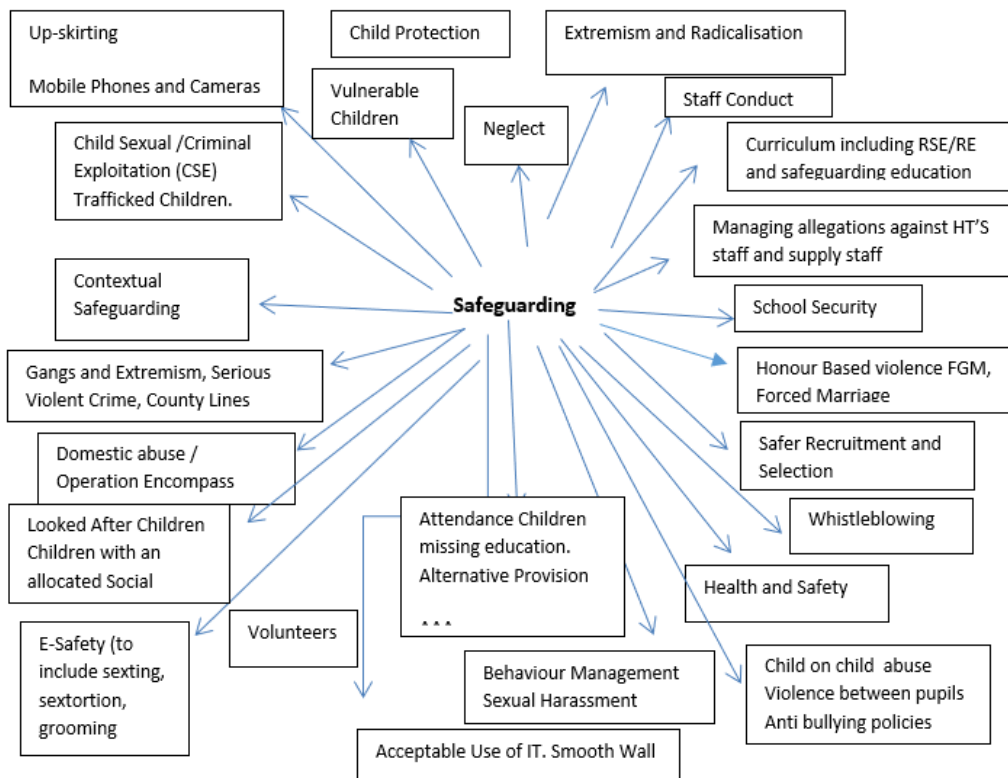 Up-skirting
Mobile Phones and Cameras
Child Protection
Extremism and Radicalisation
Vulnerable
Children
Staff Conduct
Neglect
Child Sexual /Criminal
Exploitation (CSE)
Trafficked Children.
Curriculum including RSE/RE
and safeguarding education
Managing allegations against HT'S
staff and supply staff
Contextual
Safeguarding
Safeguarding
School Security
Gangs and Extremism, Serious
Violent Crime, County Lines
Honour Based violence FGM,
Forced Marriage
Domestic abuse /
Operation Encompass
Safer Recruitment and
Selection
Looked After Children
Children with an
allocated Social
Attendance Children
missing education.
Alternative Provision
Whistleblowing
Health and Safety
E-Safety (to
include sexting,
sextortion,
grooming
Volunteers
Behaviour Management
Sexual Harassment
Child on child  abuse
Violence between pupils
Anti bullying policies
Acceptable Use of IT. Smooth Wall